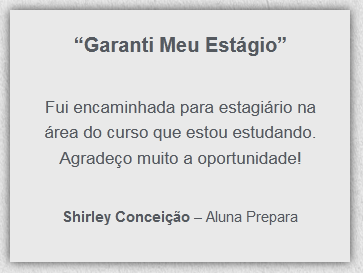 “Garanti Meu Estágio”
Fui encaminhada para estagiário na
área do curso que estou estudando.
Agradeço muito a oportunidade!
Shirley Conceição – Aluna Prepara